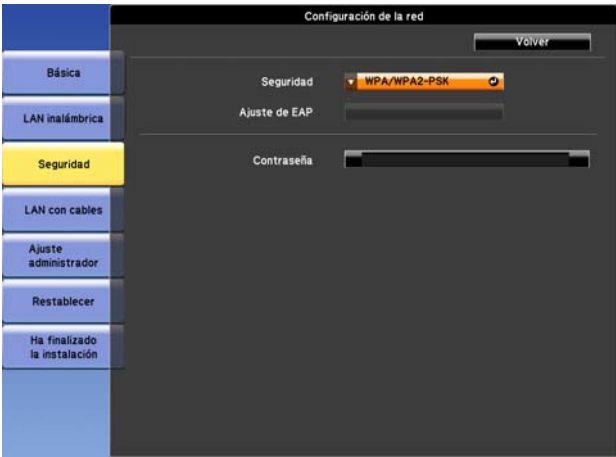 Configuración de la red
Volver
Básica
LAN inalámbrica
Seguridad
LAN con cables
Ajuste
administrador
Restablecer
Ha finalizado
la instalación
Seguridad WPA/WPA2-PSK
Ajuste de EAP
Contraseña